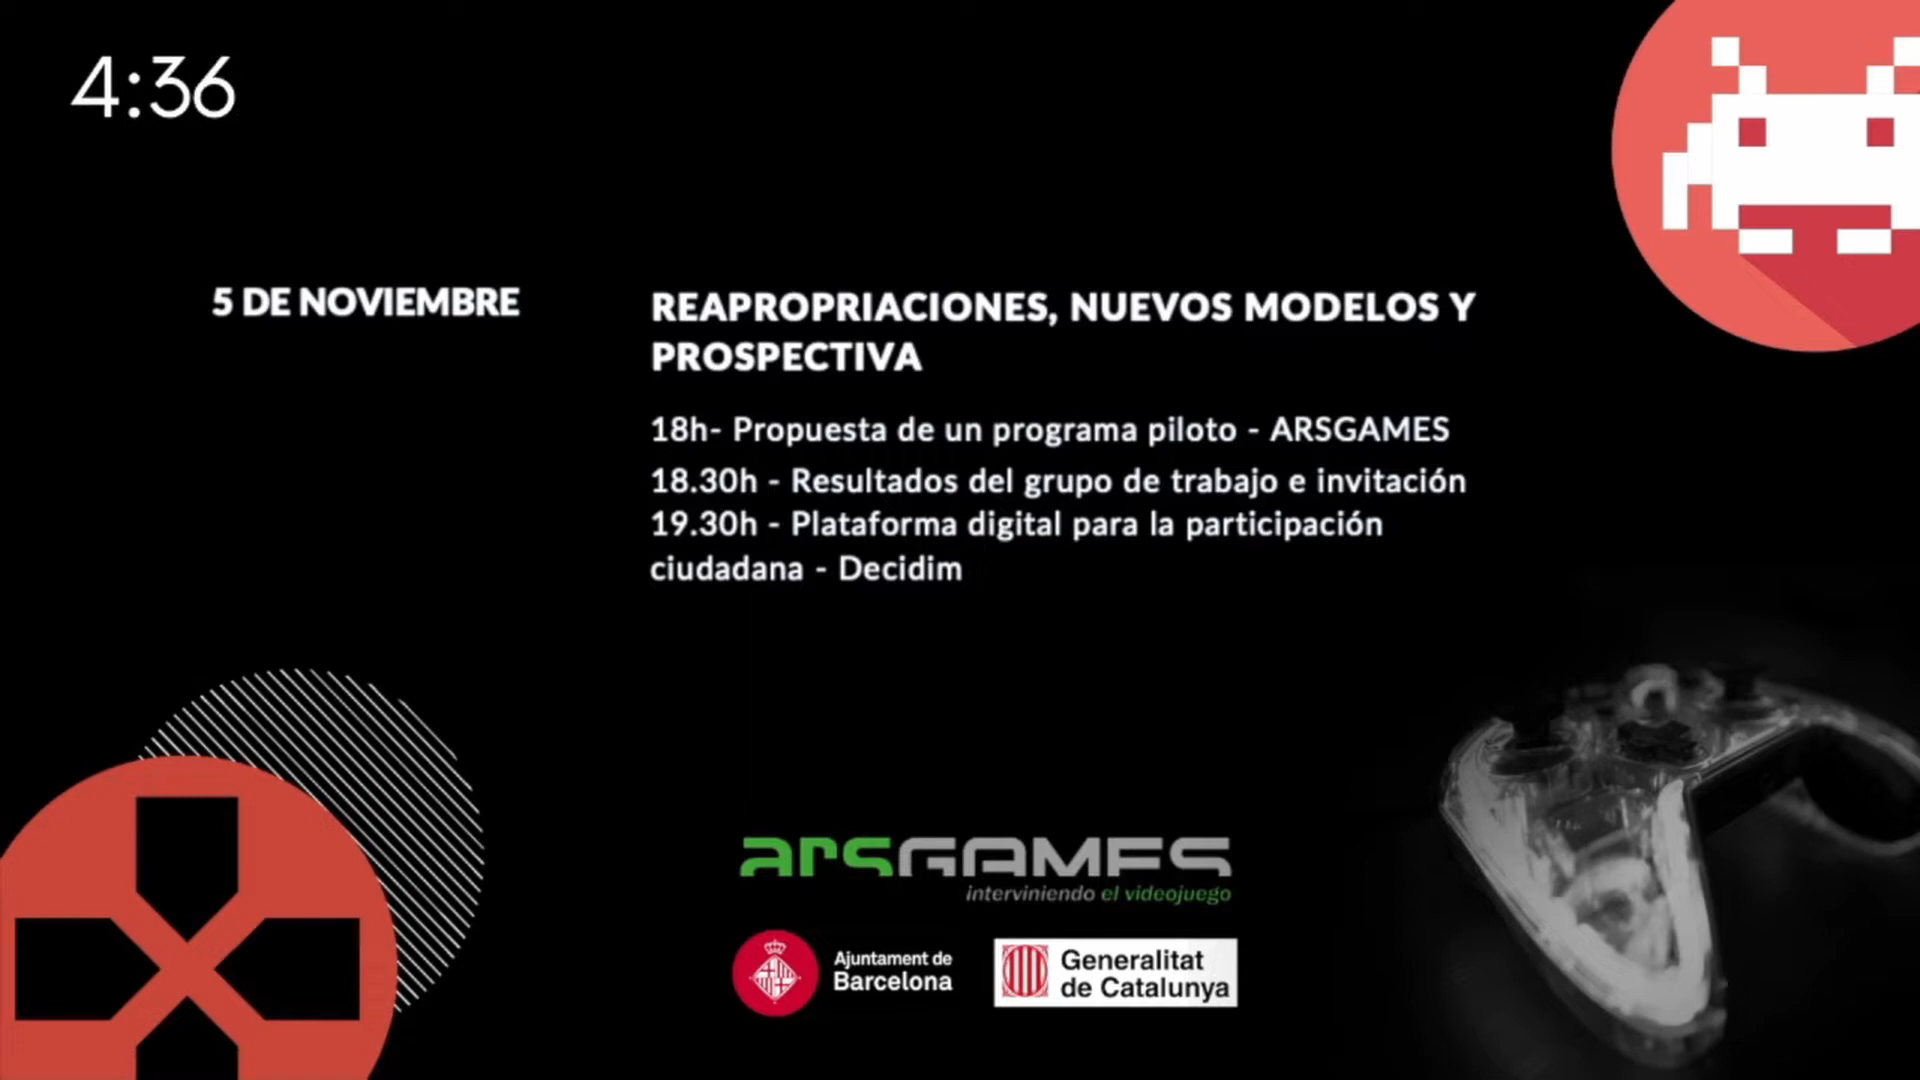 4:36
5 DE NOVIEMBRE
REAPROPRIACIONES, NUEVOS MODELOS Y
PROSPECTIVA
18h- Propuesta de un programa piloto - ARSGAMES
18.30h - Resultados del grupo de trabajo e invitación
19.30h - Plataforma digital para la participación
ciudadana - Decidim
arsGAMES
interviniendo el videojuego
Ajuntament de
Barcelona
Generalitat
de Catalunya